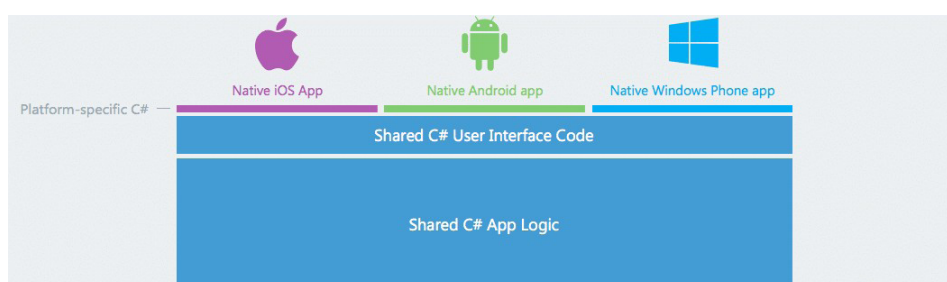 Native iOS App
Native Android app
Native Windows Phone app
Platform-specific C#
Shared C# User Interface Code
Shared C# App Logic